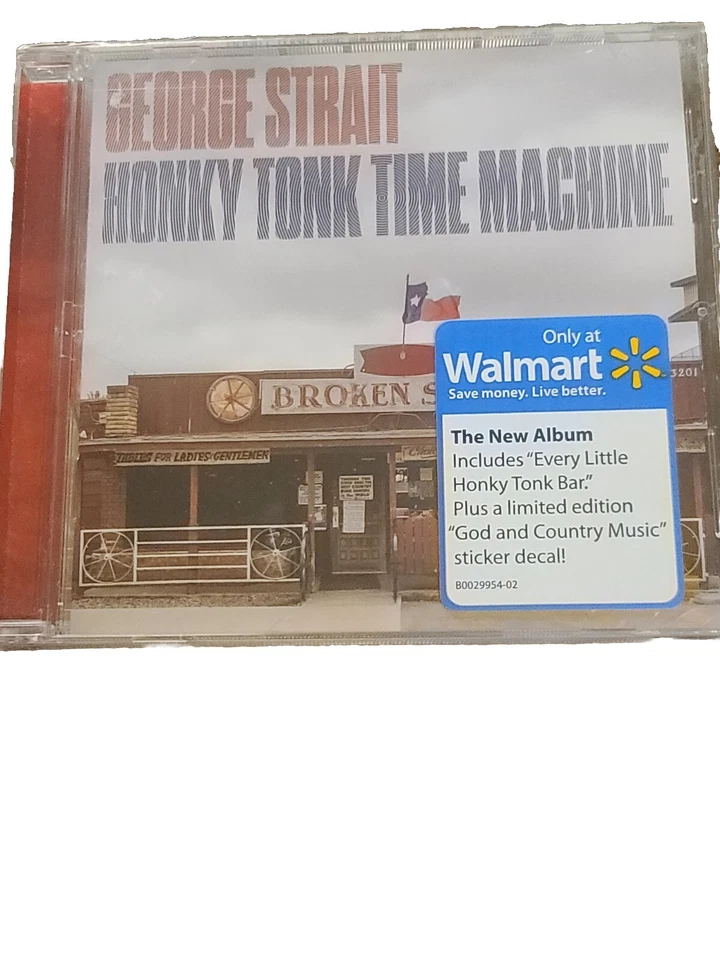 GEORGE STRAIT
HONKY TONK TIME MACHINE
BROKEN S
3201
TABLES FOR LADIES GENTLEMEN
Only at
Walmart
Save money. Live better.
The New Album
Includes "Every Little
Honky Tonk Bar."
Plus a limited edition
"God and Country Music"
sticker decal!
B0029954-02